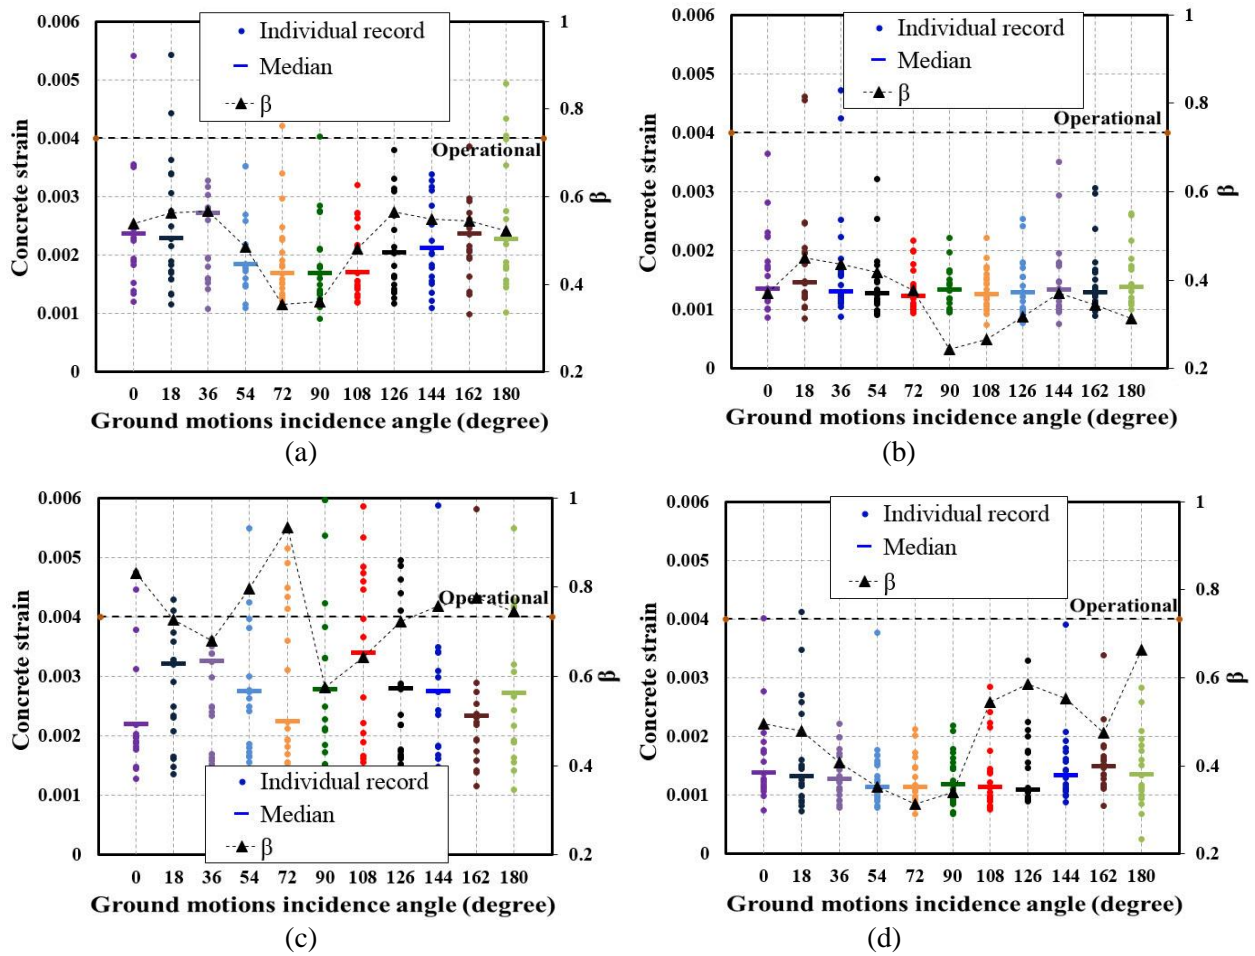 0.006
0.005
0.004
0.003
0.002
0.001
0
Concrete strain
Individual record
Median
β
Operational
1
0.8
0.6
0.4
0.2
β
0 18 36 54 72 90 108 126 144 162 180
Ground motions incidence angle (degree)
(a)
0.006
0.005
0.004
0.003
0.002
0.001
0
Concrete strain
Individual record
Median
β
Operational
1
0.8
0.6
0.4
0.2
β
0 18 36 54 72 90 108 126 144 162 180
Ground motions incidence angle (degree)
(b)
0.006
0.005
0.004
0.003
0.002
0.001
0
Concrete strain
Operational
Individual record
Median
β
1
0.8
0.6
0.4
0.2
β
0 18 36 54 72 90 108 126 144 162 180
Ground motions incidence angle (degree)
(c)
0.006
0.005
0.004
0.003
0.002
0.001
0
Concrete strain
Individual record
Median
β
Operational
1
0.8
0.6
0.4
0.2
β
0 18 36 54 72 90 108 126 144 162 180
Ground motions incidence angle (degree)
(d)